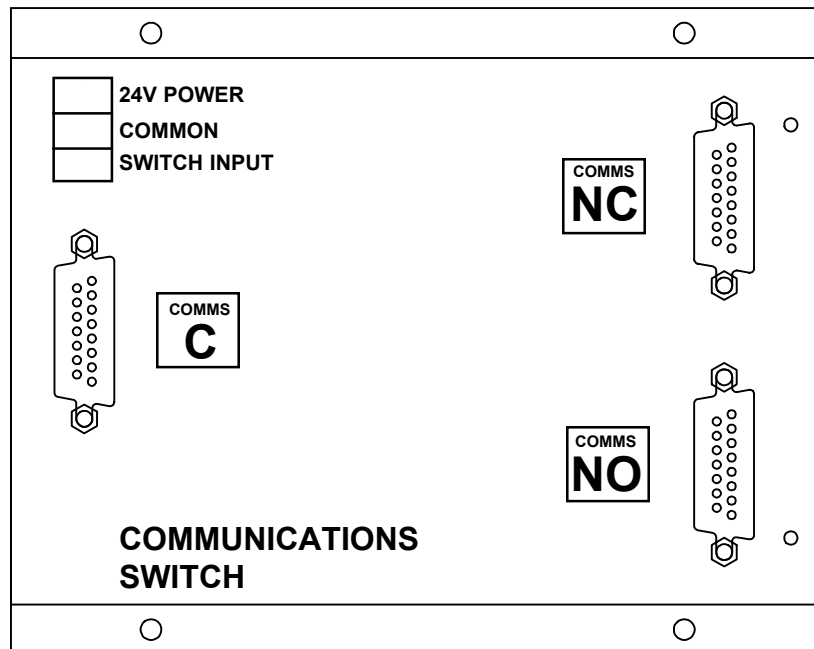 24V POWER
COMMON
SWITCH INPUT
COMMS
NC
COMMS
C
COMMS
NO
COMMUNICATIONS
SWITCH